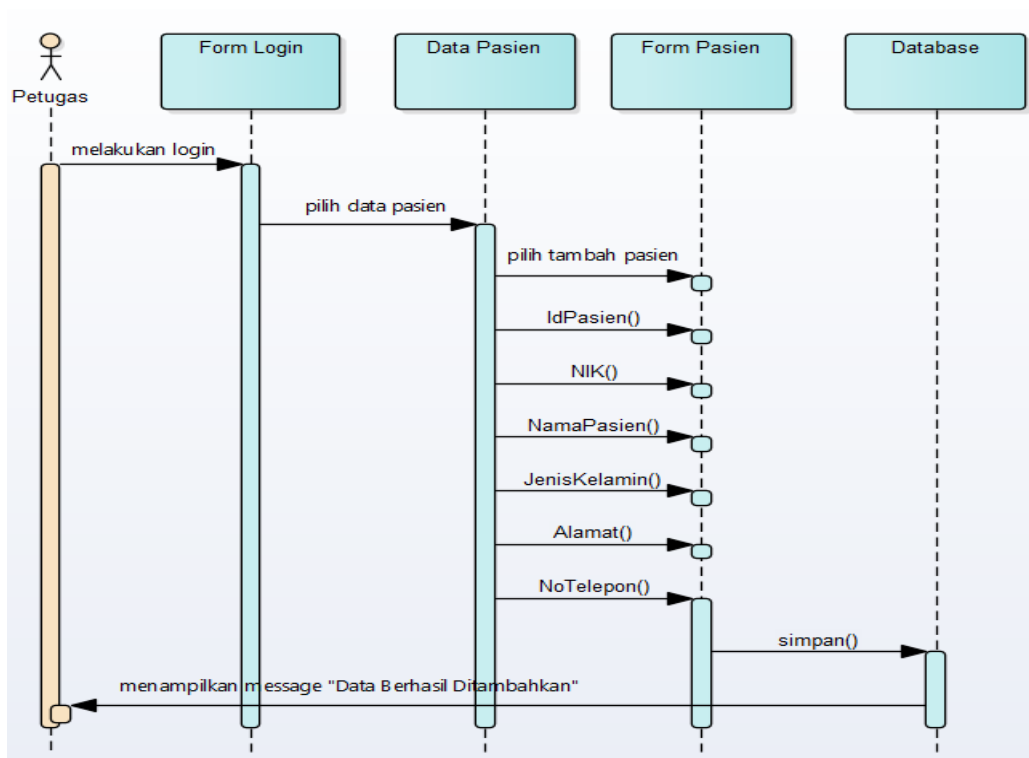 Form Login
Data Pasien
Form Pasien
Database
Petugas
melakukan login
pilih data pasien
pilih tambah pasien
IdPasien()
NIK()
NamaPasien()
JenisKelamin()
Alamat()
NoTelepon()
simpan()
menampilkan message "Data Berhasil Ditambahkan"